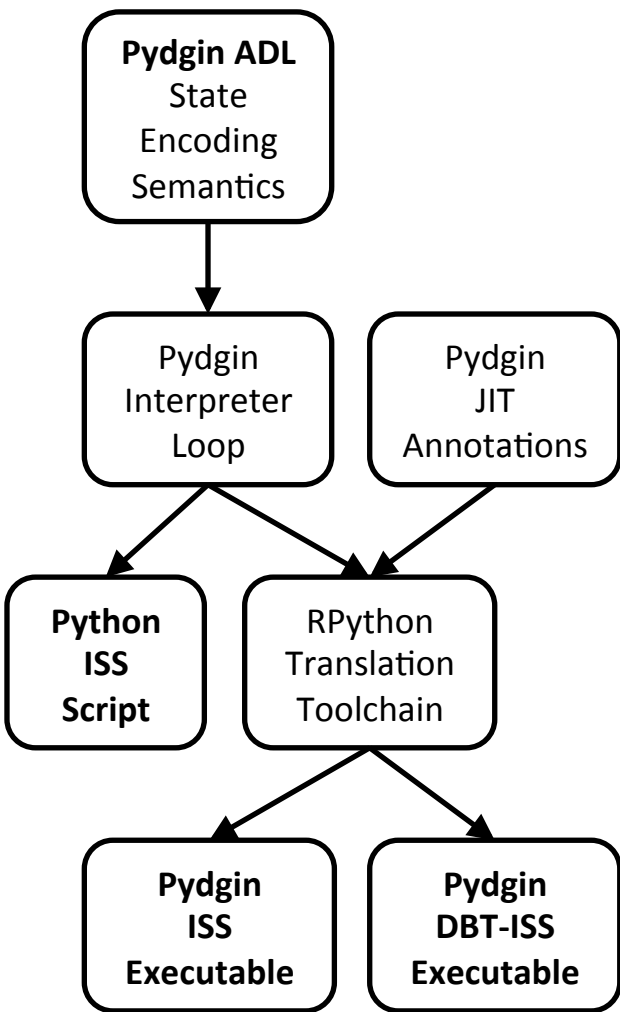 Pydgin ADL
State
Encoding
Semantics
Pydgin
Interpreter
Loop
Pydgin
JIT
Annotations
Python
ISS
Script
RPython
Translation
Toolchain
Pydgin
ISS
Executable
Pydgin
DBT-ISS
Executable